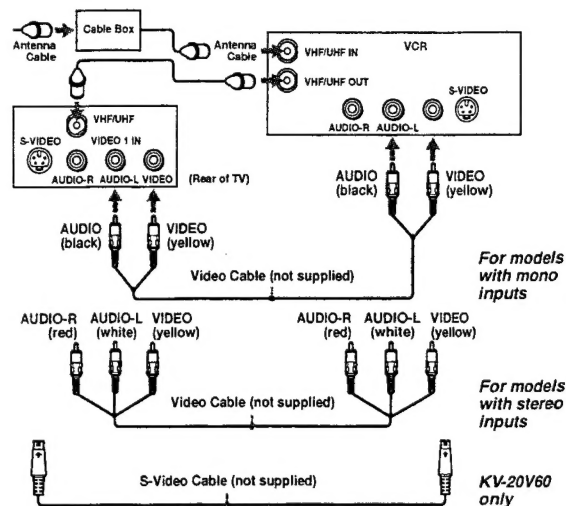 Cable Box
Antenna
Cable
Antenna
Cable
VHF/UHF IN
VCR
VHF/UHF OUT
S-VIDEO
AUDIO-R AUDIO-L
VHF/UHF
S-VIDEO
VIDEO 1 IN
AUDIO-R AUDIO-L VIDEO
(Rear of TV)
AUDIO
(black)
VIDEO
(yellow)
AUDIO
(black)
VIDEO
(yellow)
Video Cable (not supplied)
For models
with mono
inputs
AUDIO-R
(red)
AUDIO-L
(white)
VIDEO
(yellow)
AUDIO-R
(red)
AUDIO-L
(white)
VIDEO
(yellow)
Video Cable (not supplied)
For models
with stereo
inputs
S-Video Cable (not supplied)
KV-20V60
only